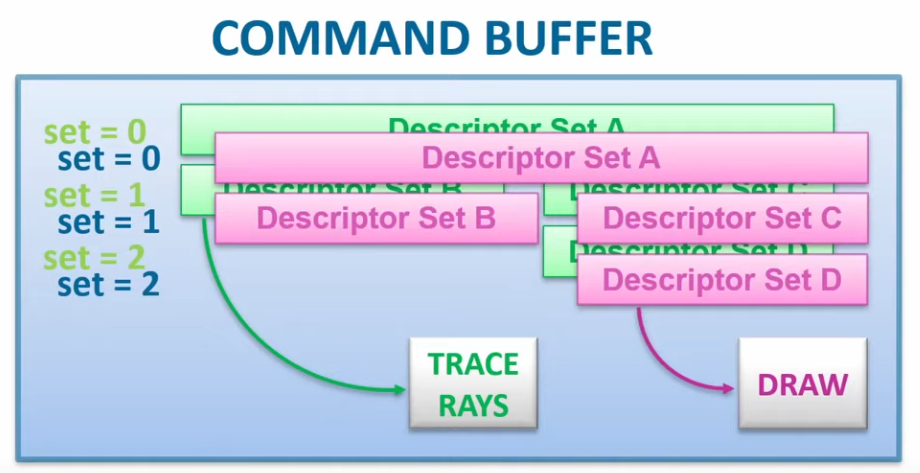 COMMAND BUFFER
set = 0
Descriptor Set A
set = 0
Descriptor Set A
set = 1
Descriptor Set B
Descriptor Set C
set = 1
Descriptor Set B
Descriptor Set C
set = 2
Descriptor Set D
set = 2
Descriptor Set D
TRACE
RAYS
DRAW